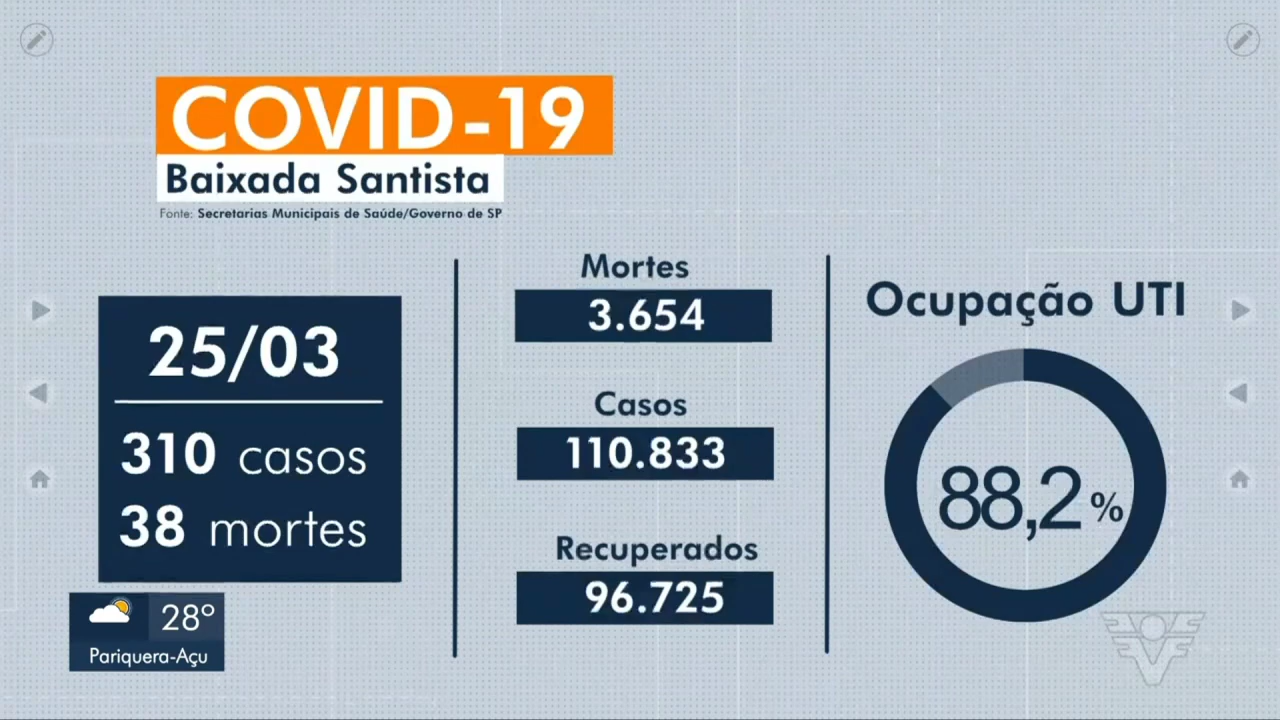 COVID-19
Baixada Santista
Fonte: Secretarias Municipais de Saúde/Governo de SP
25/03
310 casos
38 mortes
Mortes
3.654
Casos
110.833
Recuperados
96.725
Ocupação UTI
88,2%
28°
Pariquera-Açu